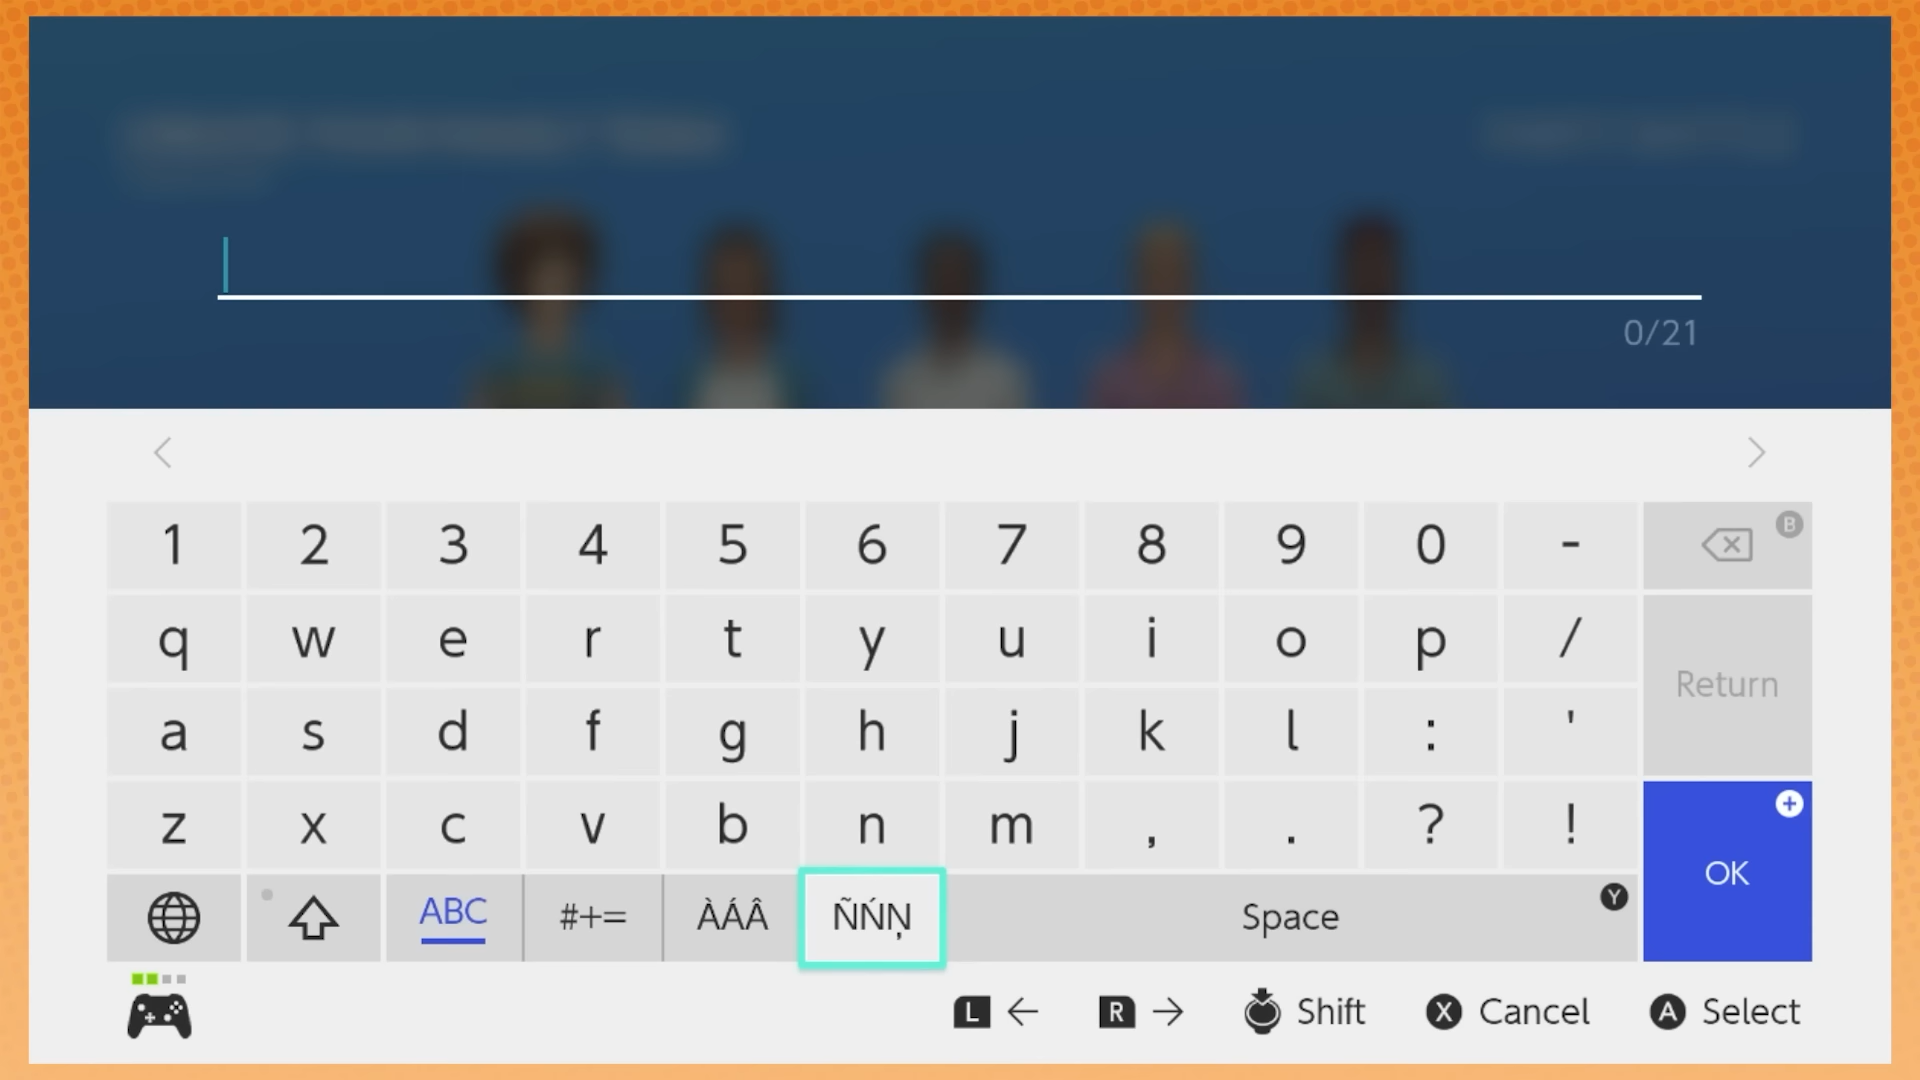 0/21
1 2 3 4 5 6 7 8 9 0 - B
q w e r t y u i o p /
Return
a s d f g h j k l : '
z x c v b n m , . ? ! +
OK
ABC #+= ÀÁÂ ÑŃŅ Space Y
L ← R → Shift X Cancel A Select